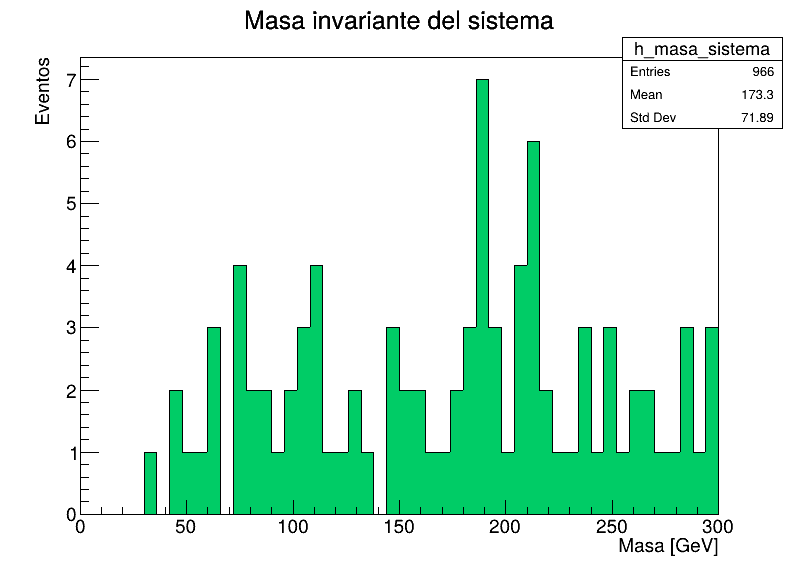 Masa invariante del sistema
h_masa_sistema
Entries 966
Mean 173.3
Std Dev 71.89
Eventos
7
6
5
4
3
2
1
0
0 50 100 150 200 250 300
Masa [GeV]